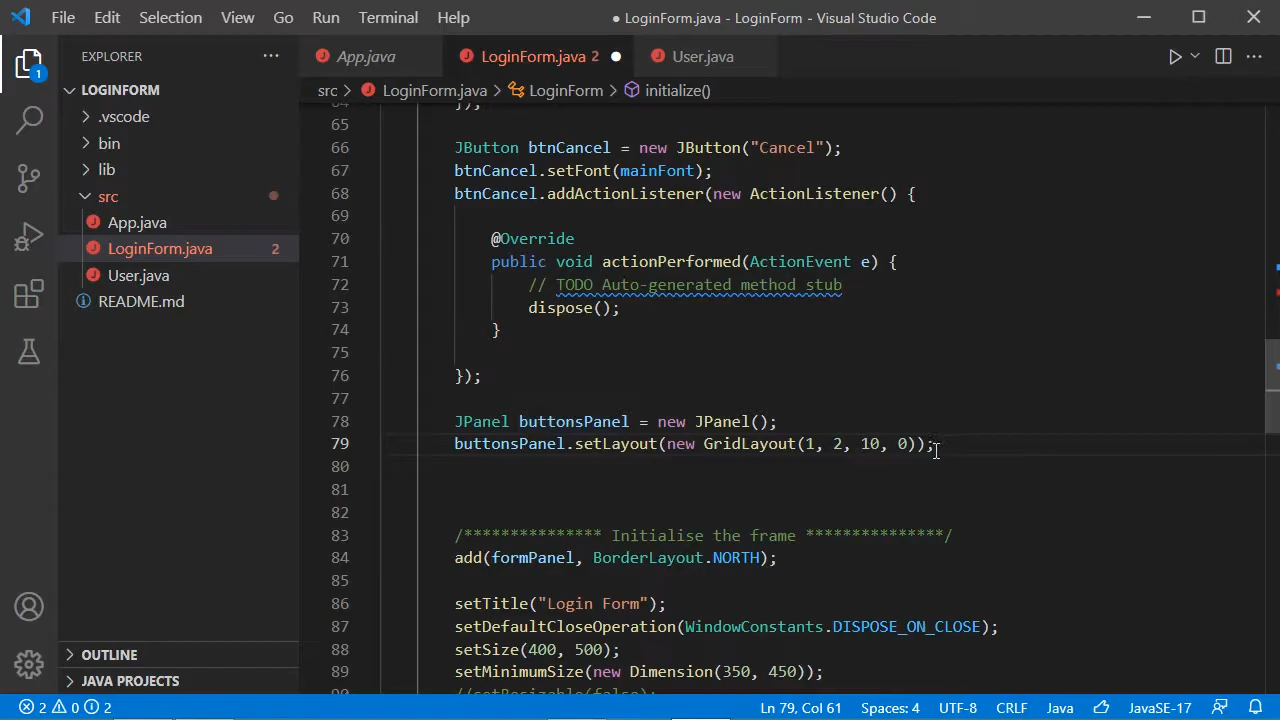 File Edit Selection View Go Run Terminal Help ● LoginForm.java - LoginForm - Visual Studio Code
EXPLORER
App.java LoginForm.java 2 User.java
LOGINFORM
src > LoginForm.java > LoginForm > initialize()
.vscode
bin
lib
src
App.java
LoginForm.java 2
User.java
README.md
OUTLINE
JAVA PROJECTS
1
64 });
65
66 JButton btnCancel = new JButton("Cancel");
67 btnCancel.setFont(mainFont);
68 btnCancel.addActionListener(new ActionListener() {
69
70 @Override
71 public void actionPerformed(ActionEvent e) {
72 // TODO Auto-generated method stub
73 dispose();
74 }
75
76 });
77
78 JPanel buttonsPanel = new JPanel();
79 buttonsPanel.setLayout(new GridLayout(1, 2, 10, 0));
80
81
82
83 /*************** Initialise the frame ***************/
84 add(formPanel, BorderLayout.NORTH);
85
86 setTitle("Login Form");
87 setDefaultCloseOperation(WindowConstants.DISPOSE_ON_CLOSE);
88 setSize(400, 500);
89 setMinimumSize(new Dimension(350, 450));
90 //setResizable(false);
2 0 2 Ln 79, Col 61 Spaces: 4 UTF-8 CRLF Java JavaSE-17